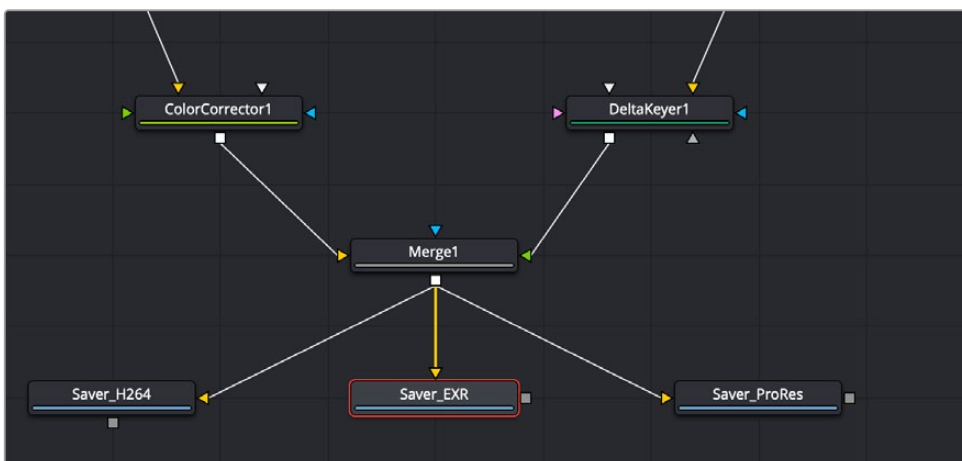 ColorCorrector1
DeltaKeyer1
Merge1
Saver_H264
Saver_EXR
Saver_ProRes